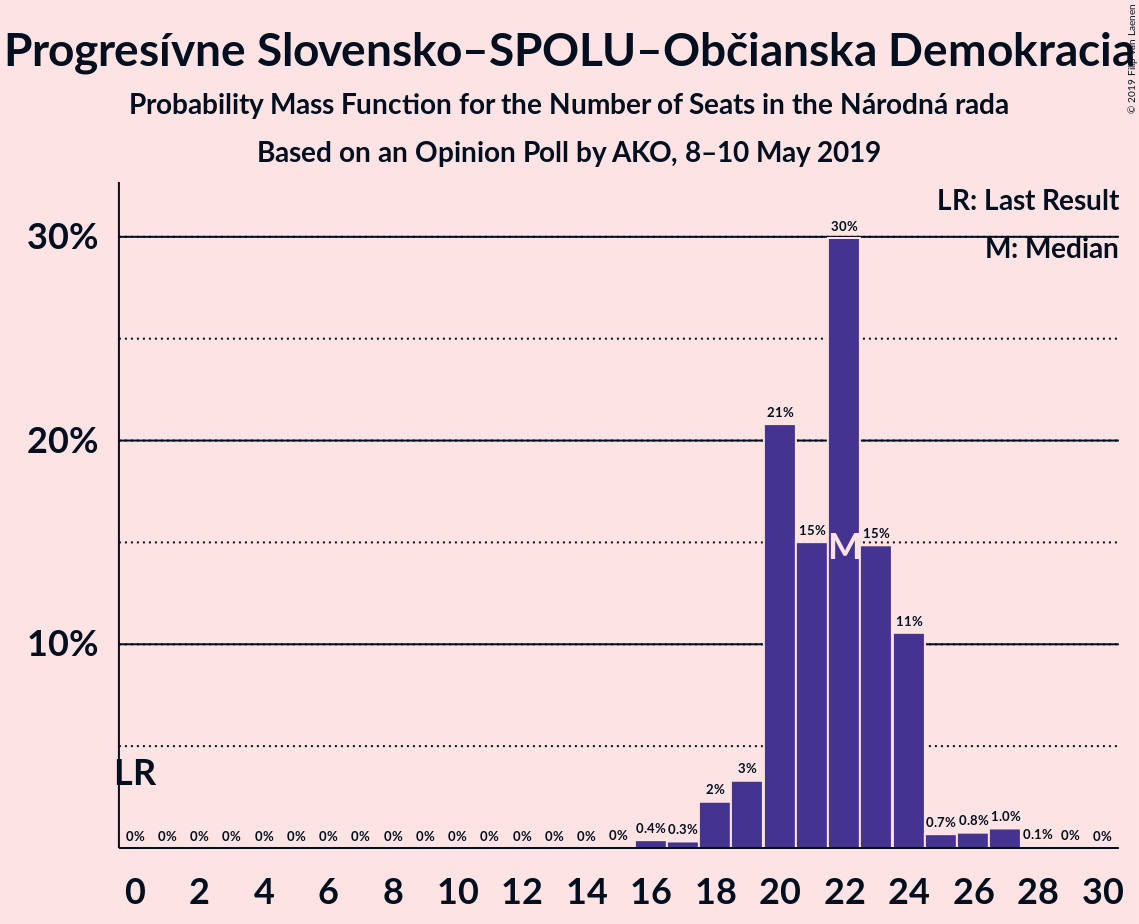 Progresívne Slovensko–SPOLU–Občianska Demokracia
Probability Mass Function for the Number of Seats in the Národná rada
Based on an Opinion Poll by AKO, 8–10 May 2019
© 2019 Filip van Laenen
LR: Last Result
M: Median
30%
20%
10%
LR
M
0% 0% 0% 0% 0% 0% 0% 0% 0% 0% 0% 0% 0% 0% 0% 0% 0.4% 0.3% 2% 3% 21% 15% 30% 15% 11% 0.7% 0.8% 1.0% 0.1% 0% 0%
0 2 4 6 8 10 12 14 16 18 20 22 24 26 28 30